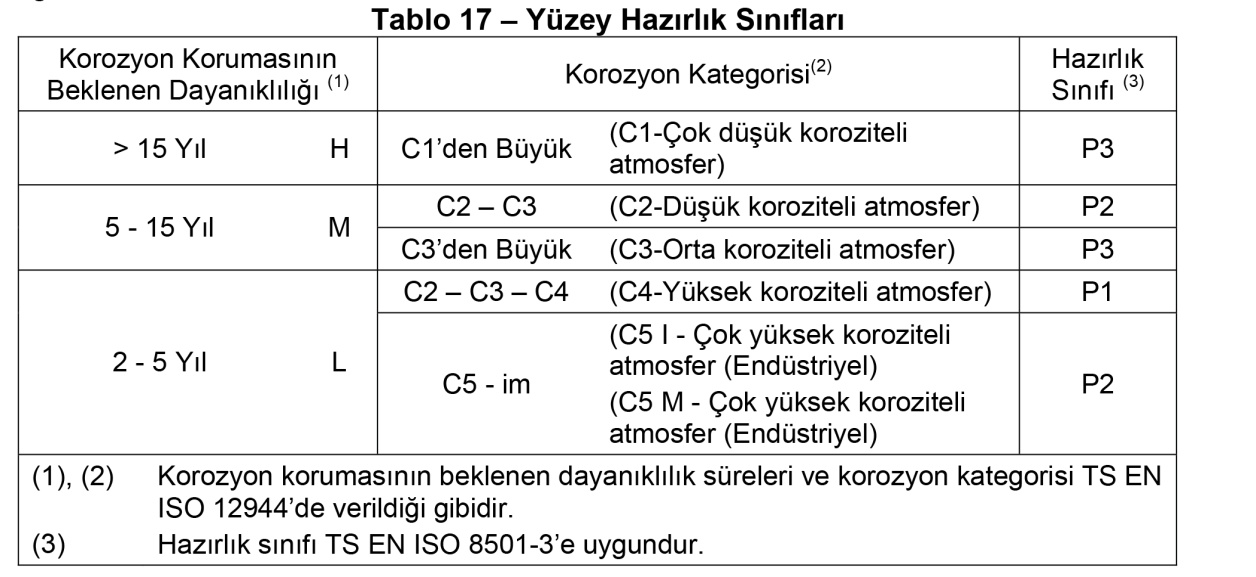 Tablo 17 – Yüzey Hazırlık Sınıfları
Korozyon Korumasının
Beklenen Dayanıklılığı (1)
Korozyon Kategorisi(2)
Hazırlık
Sınıfı (3)
> 15 Yıl H
C1’den Büyük
(C1-Çok düşük koroziteli
atmosfer)
P3
5 - 15 Yıl M
C2 – C3 (C2-Düşük koroziteli atmosfer) P2
C3’den Büyük (C3-Orta koroziteli atmosfer) P3
2 - 5 Yıl L
C2 – C3 – C4 (C4-Yüksek koroziteli atmosfer) P1
C5 - im
(C5 I - Çok yüksek koroziteli
atmosfer (Endüstriyel)
(C5 M - Çok yüksek koroziteli
atmosfer (Endüstriyel)
P2
(1), (2) Korozyon korumasının beklenen dayanıklılık süreleri ve korozyon kategorisi TS EN
ISO 12944’de verildiği gibidir.
(3) Hazırlık sınıfı TS EN ISO 8501-3’e uygundur.